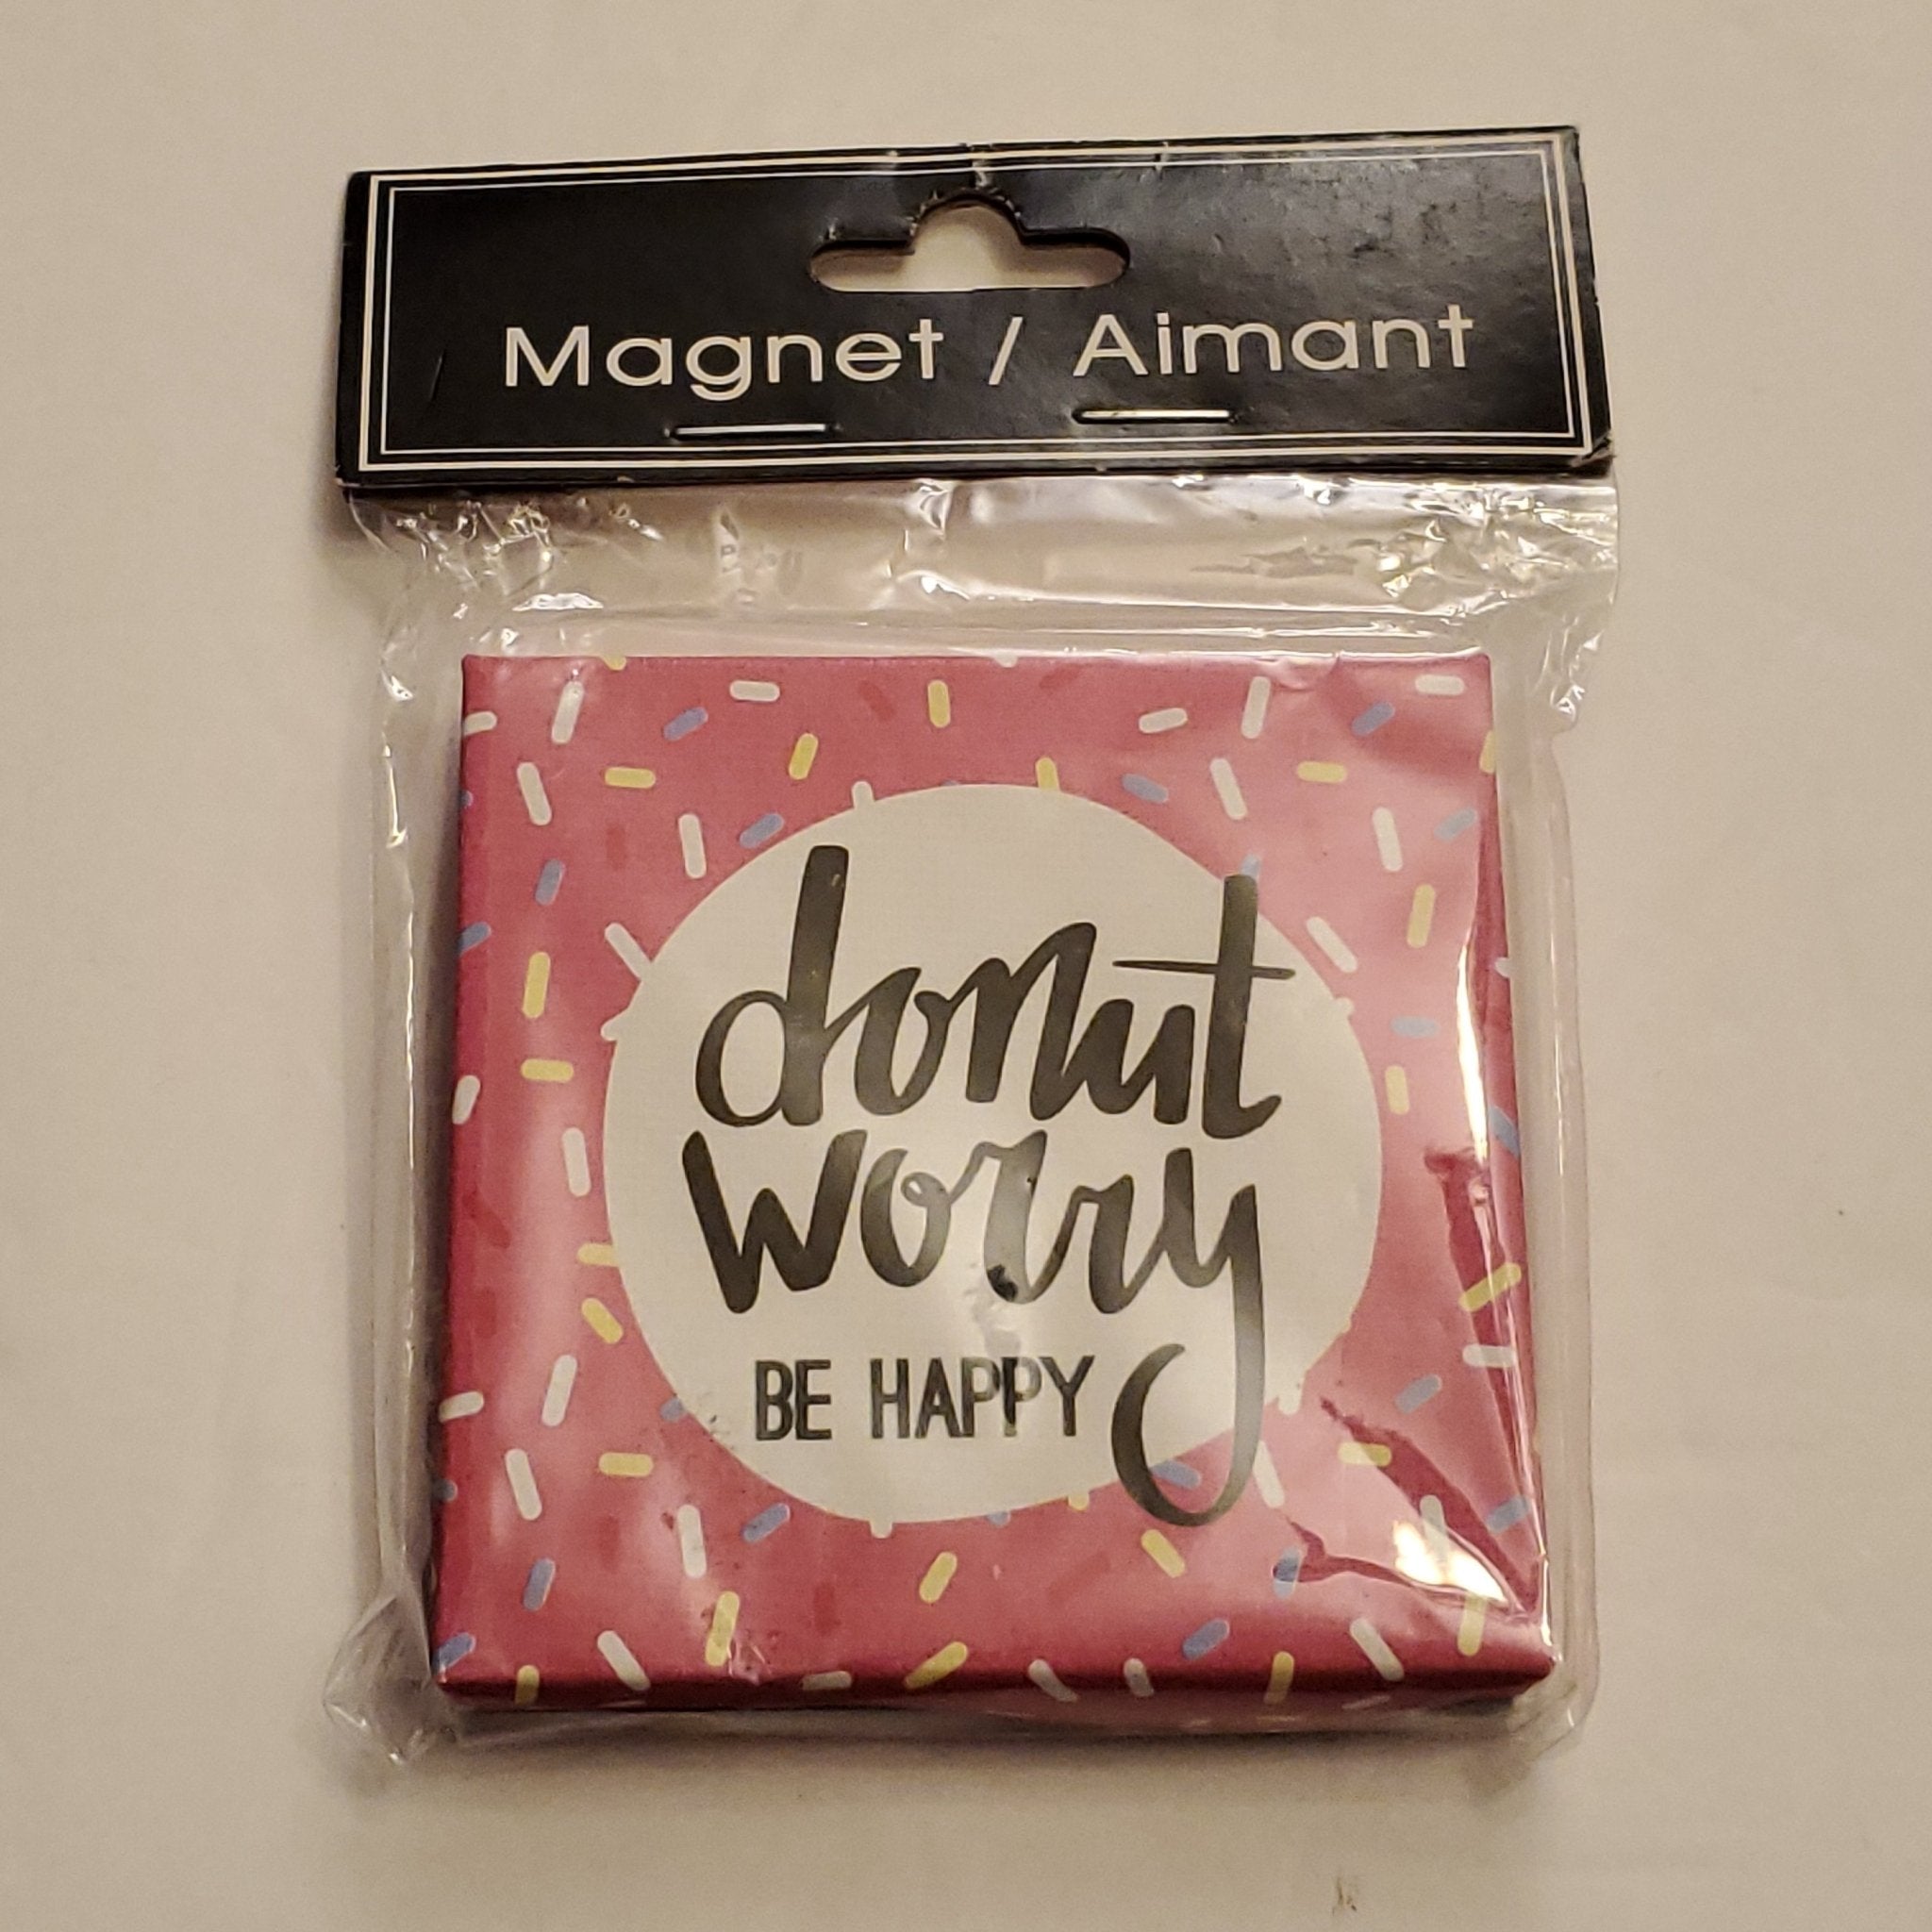 Magnet / Aimant
donut
worry
BE HAPPY